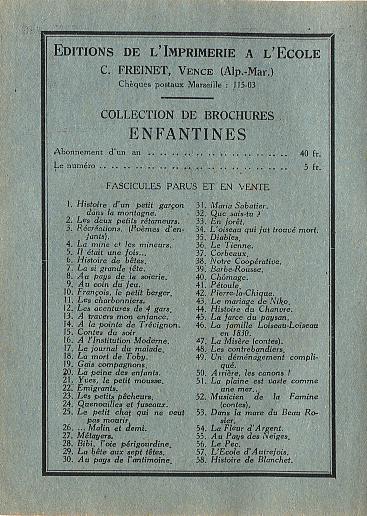 EDITIONS DE L'IMPRIMERIE A L'ECOLE
C. FREINET, VENCE (Alp.-Mar.)
Chèques postaux Marseille : 115-03
COLLECTION DE BROCHURES
ENFANTINES
Abonnement d'un an .. .. .. .. .. .. .. .. .. .. .. 40 fr.
Le numéro .. .. .. .. .. .. .. .. .. .. .. .. .. .. 5 fr.
FASCICULES PARUS ET EN VENTE
1. Histoire d'un petit garçon
dans la montagne.
2. Les deux petits rétameurs.
3. Récréations. (Poèmes d'en-
fants).
4. La mine et les mineurs.
5. Il était une fois...
6. Histoire de bêtes.
7. La si grande fête.
8. Au pays de la soierie.
9. Au coin du feu.
10. François, le petit berger.
11. Les charbonniers.
12. Les aventures de 4 gars.
13. A travers mon enfance.
14. A la pointe de Trévignon.
15. Contes du soir
16. A l'Institution Moderne.
17. Le journal du malade.
18. La mort de Toby.
19. Gais compagnons.
20. La peine des enfants.
21. Yves, le petit mousse.
22. Emigrants.
23. Les petits pêcheurs.
24. Quenouilles et fuseaux.
25. Le petit chat qui ne veut
pas mourir.
26. ... Malin et demi.
27. Métayers.
28. Bibi, l'oie périgourdine.
29. La bête aux sept têtes.
30. Au pays de l'antimoine.
31. Maria Sabatier.
32. Que sais-tu ?
33. En forêt.
34. L'oiseau qui fut trouvé mort.
35. Diables.
36. Le Tienne.
37. Corbeaux.
38. Notre Coopérative.
39. Barbe-Rousse.
40. Chômage.
41. Pétoule.
42. Pierre-la-Chique.
43. Le mariage de Niko.
44. Histoire du Chanvre.
45. La farce du paysan.
46. La famille Loiseau-Loiseau
en 1830.
47. La Misère (contes).
48. Les contrebandiers.
49. Un déménagement compli-
qué.
50. Arrière, les canons !
51. La plaine est vaste comme
une mer..
52. Musicien de la Famine
(contes).
53. Dans la mare du Beau Ro-
sier.
54. La Fleur d'Argent.
55. Au Pays des Neiges.
56. Le Pec.
57. L'Ecole d'Autrefois.
58. Histoire de Blanchet.